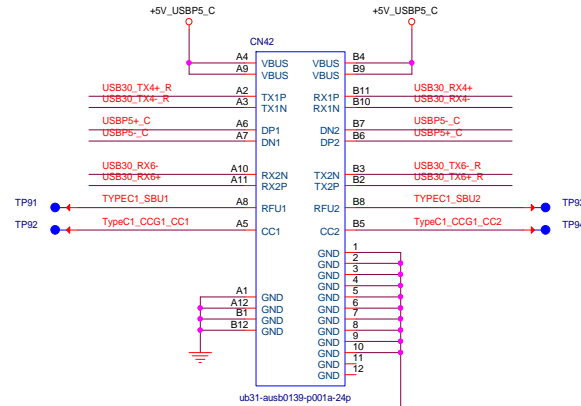 +5V_USBP5_C +5V_USBP5_C
CN42
A4 VBUS VBUS B4
A9 VBUS VBUS B9
USB30_TX4+_R A2 TX1P RX1P B11 USB30_RX4+
USB30_TX4-_R A3 TX1N RX1N B10 USB30_RX4-
USBP5+_C A6 DP1 DN2 B7 USBP5-_C
USBP5-_C A7 DN1 DP2 B6 USBP5+_C
USB30_RX6- A10 RX2N TX2N B3 USB30_TX6-_R
USB30_RX6+ A11 RX2P TX2P B2 USB30_TX6+_R
TP91 TYPEC1_SBU1 A8 RFU1 RFU2 B8 TYPEC1_SBU2 TP93
TP92 TypeC1_CCG1_CC1 A5 CC1 CC2 B5 TypeC1_CCG1_CC2 TP94
GND 1
GND 2
GND 3
GND 4
A1 GND GND 5
A12 GND GND 6
B1 GND GND 7
B12 GND GND 8
GND 9
GND 10
GND 11
GND 12
ub31-ausb0139-p001a-24p